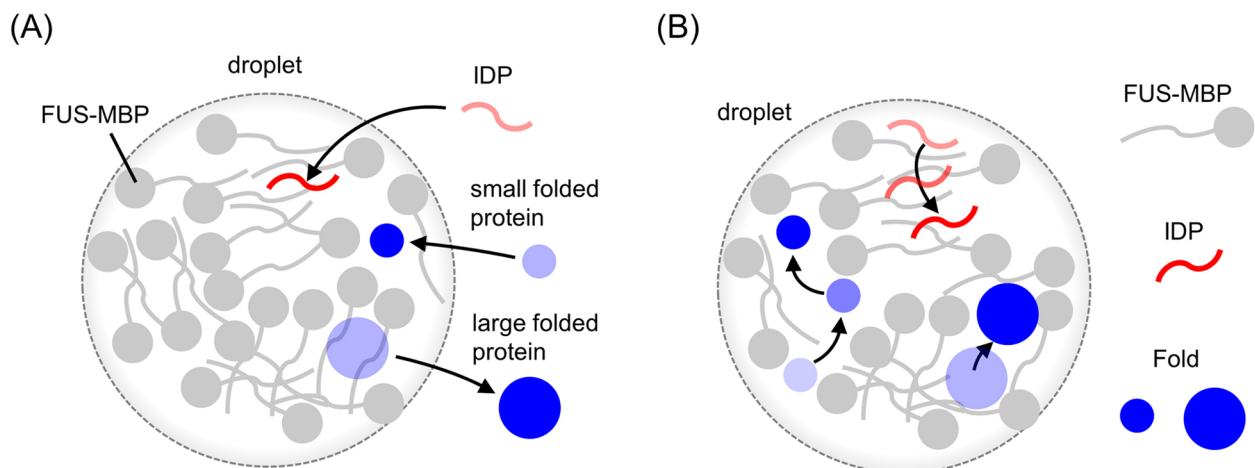 (A)
droplet
IDP
FUS-MBP
small folded
protein
large folded
protein
(B)
droplet
FUS-MBP
IDP
Fold